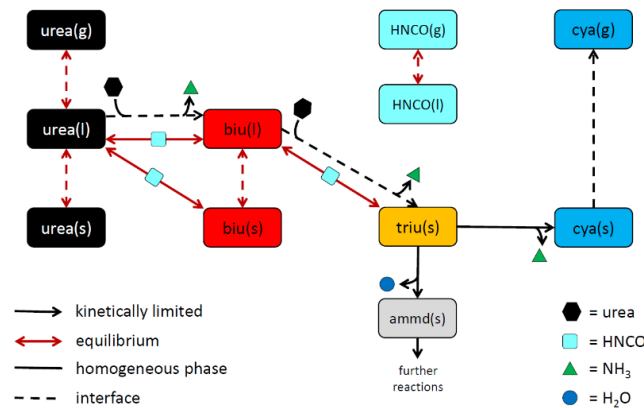 urea(g)
HNCO(g)
cya(g)
urea(l)
biu(l)
HNCO(l)
urea(s)
biu(s)
triu(s)
cya(s)
ammd(s)
further
reactions
kinetically limited
equilibrium
homogeneous phase
interface
= urea
= HNCO
= NH₃
= H₂O